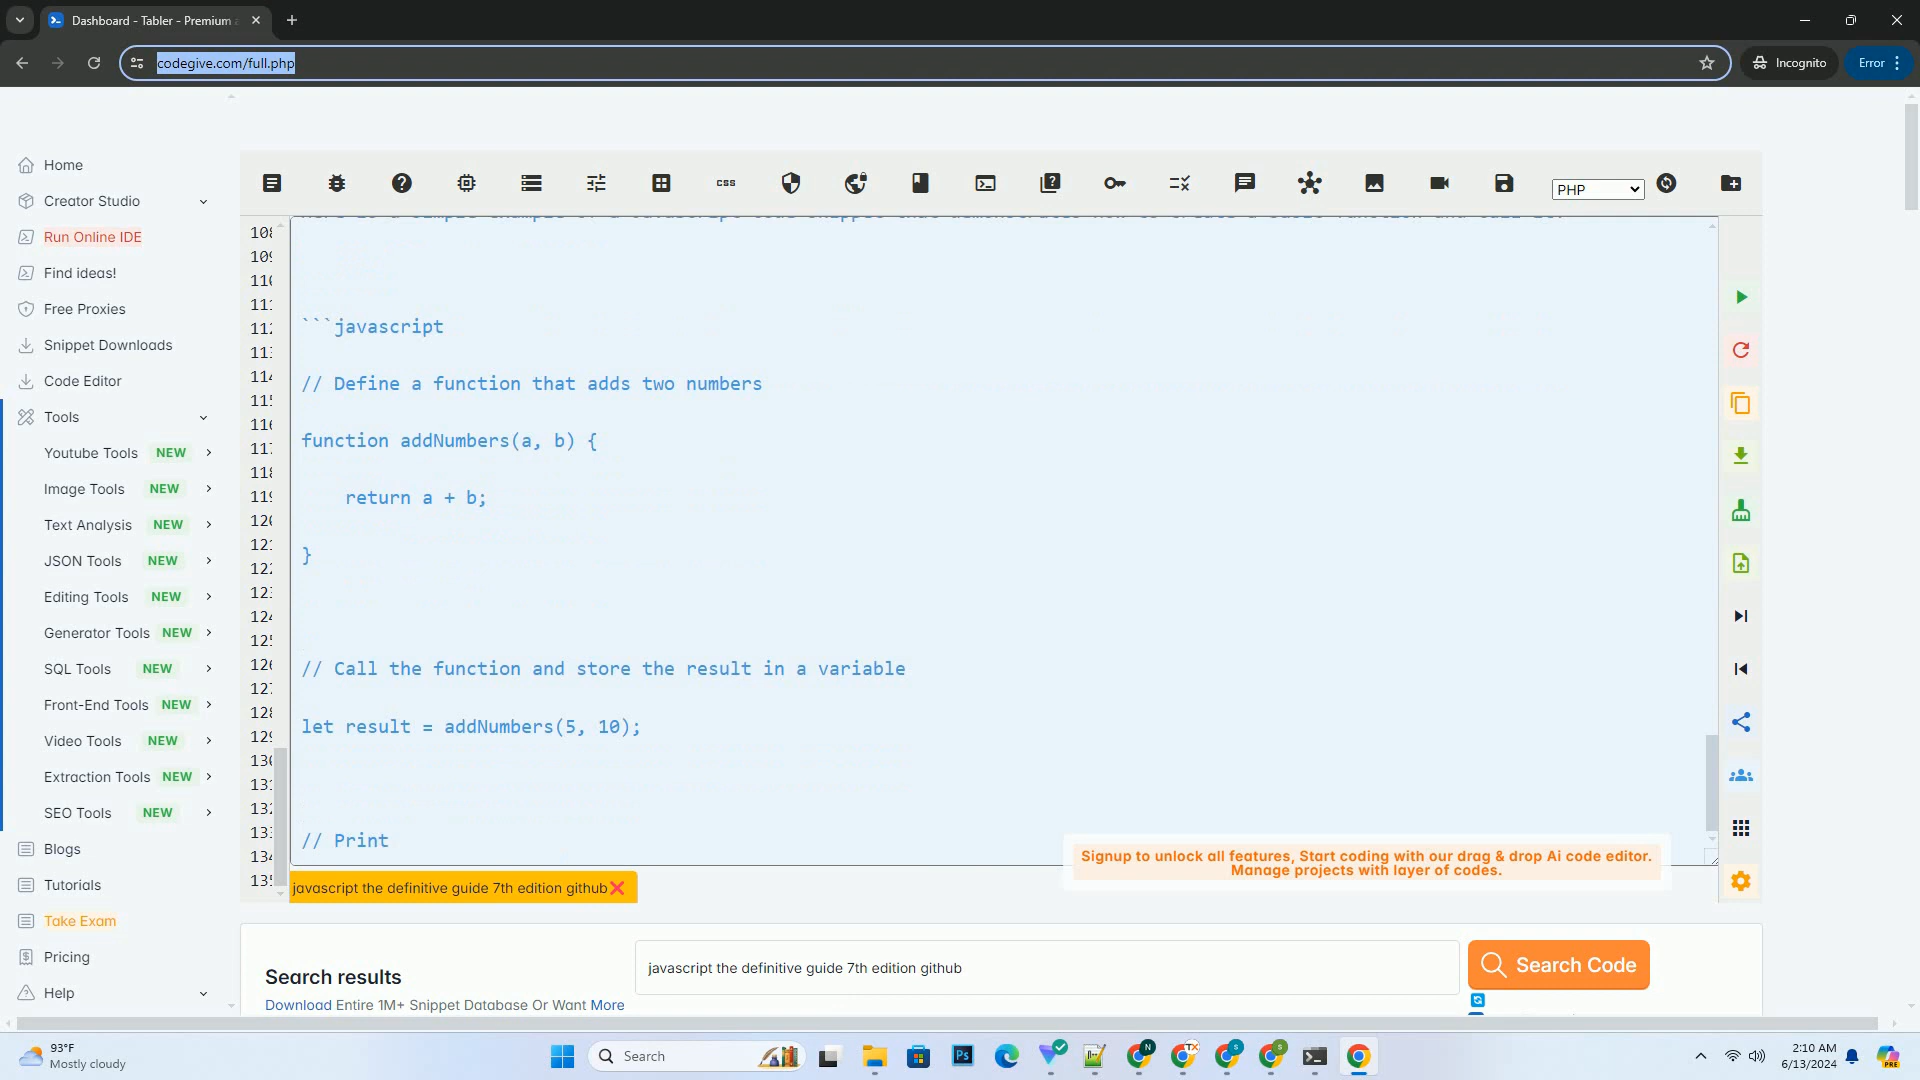 Dashboard - Tabler - Premium
codegive.com/full.php
Incognito
Error
Home
Creator Studio
Run Online IDE
Find ideas!
Free Proxies
Snippet Downloads
Code Editor
Tools
Youtube Tools NEW
Image Tools NEW
Text Analysis NEW
JSON Tools NEW
Editing Tools NEW
Generator Tools NEW
SQL Tools NEW
Front-End Tools NEW
Video Tools NEW
Extraction Tools NEW
SEO Tools NEW
Blogs
Tutorials
Take Exam
Pricing
Help
css
PHP
```javascript
// Define a function that adds two numbers
function addNumbers(a, b) {
return a + b;
}
// Call the function and store the result in a variable
let result = addNumbers(5, 10);
// Print
Signup to unlock all features, Start coding with our drag & drop Ai code editor.
Manage projects with layer of codes.
javascript the definitive guide 7th edition github
Search results
Download Entire 1M+ Snippet Database Or Want More
javascript the definitive guide 7th edition github
Search Code
93°F
Mostly cloudy
Search
2:10 AM
6/13/2024